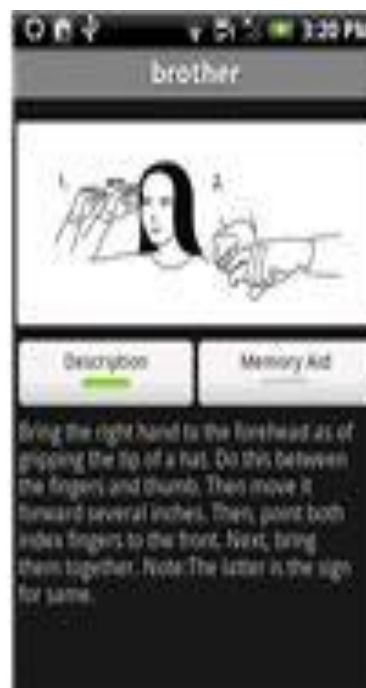 3:20 PM
brother
1.
2.
Description
Memory Aid
Bring the right hand to the forehead as of
gripping the tip of a hat. Do this between
the fingers and thumb. Then move it
forward several inches. Then, point both
index fingers to the front. Next, bring
them together. Note:The latter is the sign
for same.